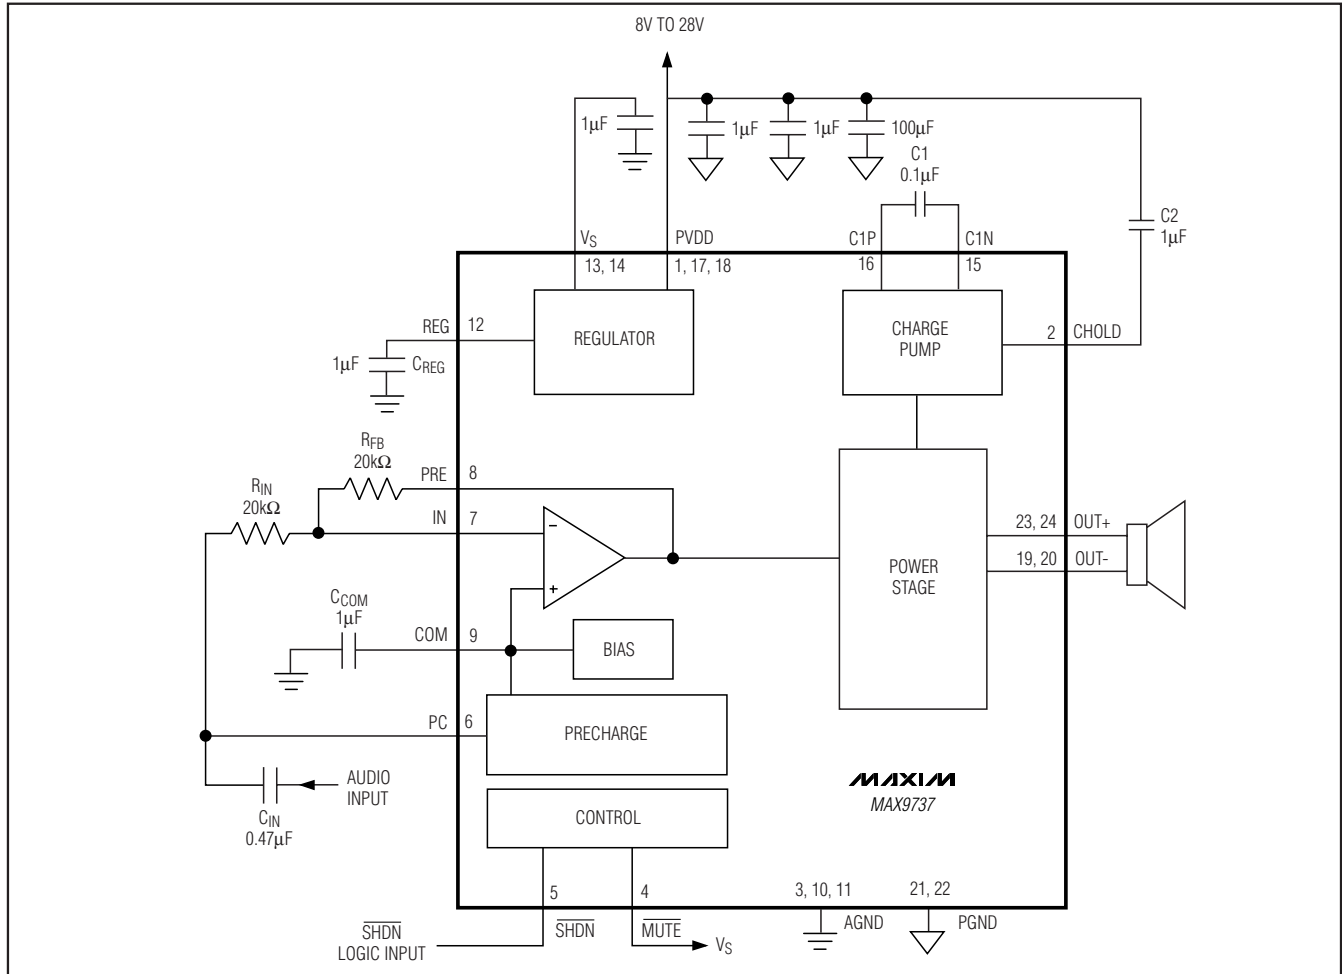 8V TO 28V
1µF
1µF
1µF
100µF
C1
0.1µF
C2
1µF
VS
PVDD
C1P
C1N
13, 14
1, 17, 18
16
15
REG
12
REGULATOR
CHARGE
PUMP
2
CHOLD
1µF
CREG
RFB
20kΩ
PRE
8
RIN
20kΩ
IN
7
−
+
23, 24
OUT+
19, 20
OUT-
POWER
STAGE
CCOM
1µF
COM
9
BIAS
PC
6
PRECHARGE
AUDIO
INPUT
CIN
0.47µF
MAXIM
MAX9737
CONTROL
5
4
3, 10, 11
21, 22
SHDN
LOGIC INPUT
SHDN
MUTE
VS
AGND
PGND